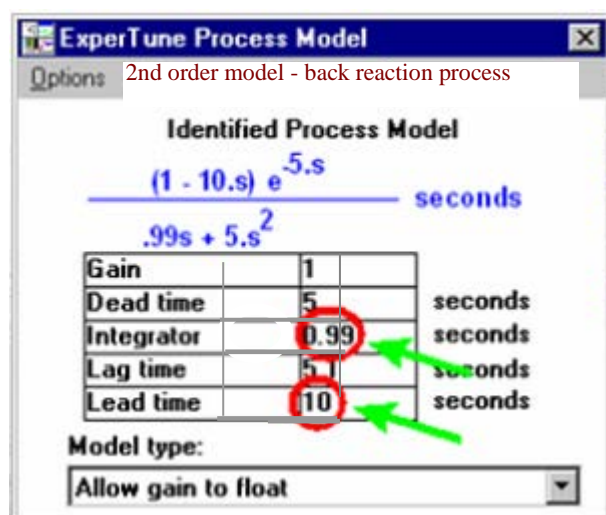 ExperTune Process Model
Options 2nd order model - back reaction process
Identified Process Model
(1 - 10.s) e^-5.s
.99s + 5.s^2
seconds
Gain 1
Dead time 5 seconds
Integrator 0.99 seconds
Lag time 5.1 seconds
Lead time 10 seconds
Model type:
Allow gain to float